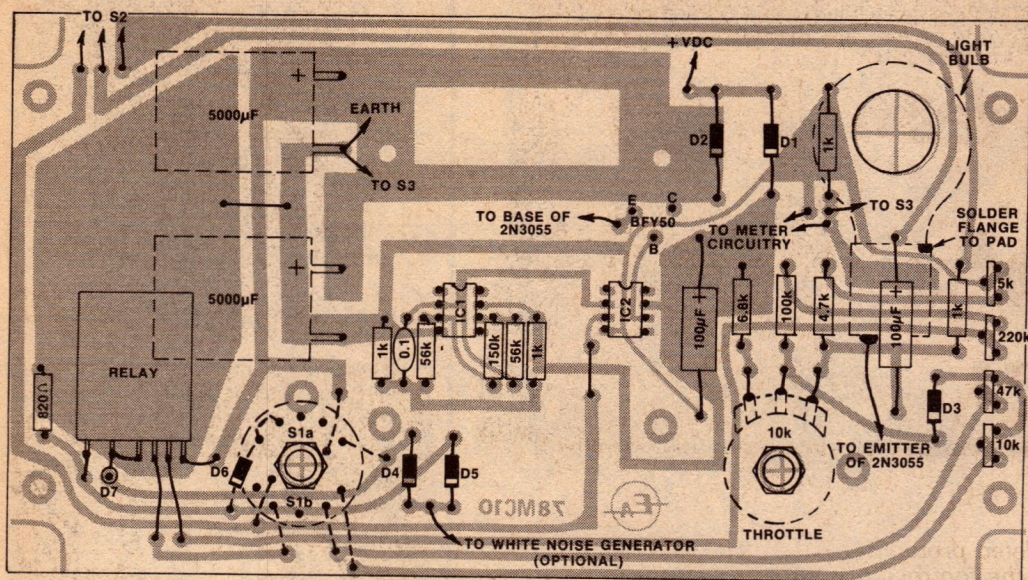 TO S2
+ VDC
LIGHT
BULB
5000µF
+
EARTH
TO S3
D2
D1
1k
E
C
BFY50
B
TO BASE OF
2N3055
TO S3
TO METER
CIRCUITRY
SOLDER
FLANGE
TO PAD
5000µF
+
RELAY
820Ω
1k
0.1
56k
IC1
150k
56k
1k
IC2
100µF
+
6.8k
100k
4.7k
100µF
+
1k
5k
220k
47k
10k
D3
D7
D6
S1a
S1b
D4
D5
78MC10
EA
10k
THROTTLE
TO EMITTER
OF 2N3055
TO WHITE NOISE GENERATOR
(OPTIONAL)